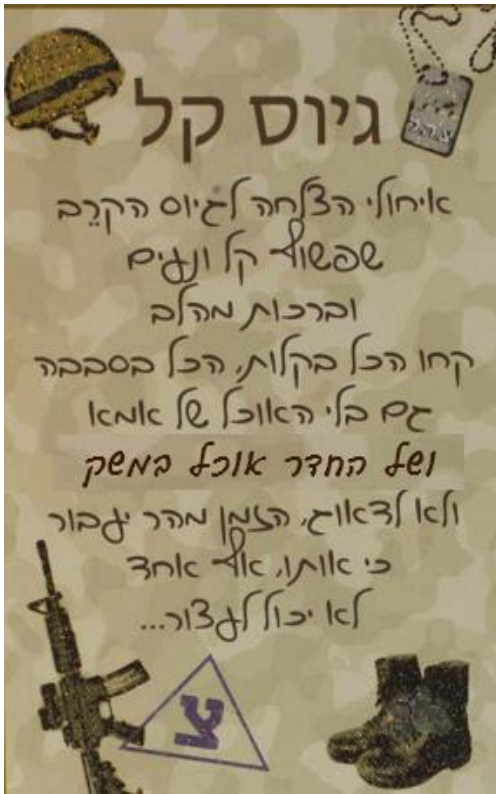 גיוס קל
איחולי הצלחה לגיוס הקרֵב
שפשוף קל ונעים
וברכות מהלב
קחו הכל בקלות, הכל בסבבה
גם בלי האוכל של אמא
ושל החדר אוכל במשק
ולא לדאוג, הזמן מהר יעבור
כי אותו, אף אחד
לא יכול לעצור...